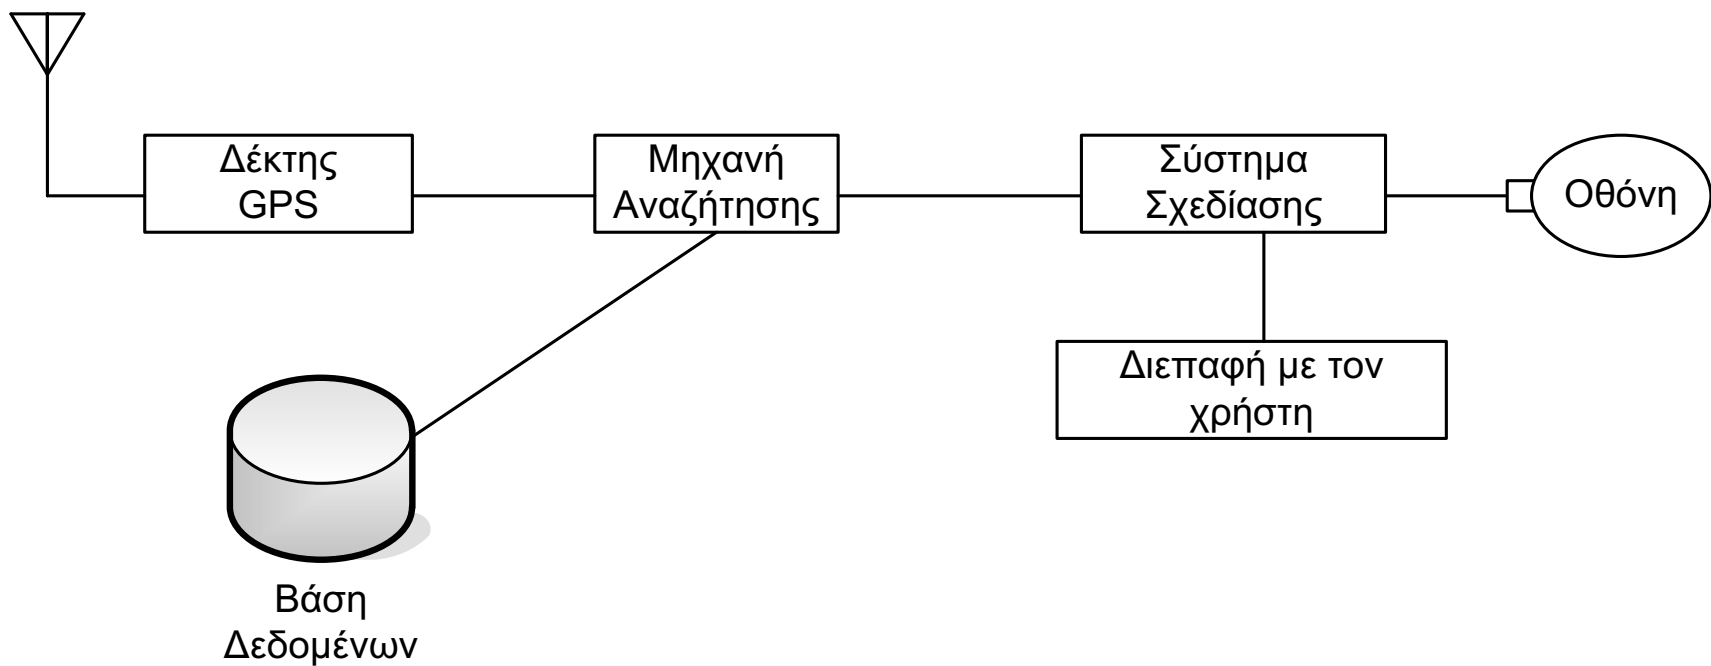 Δέκτης
GPS
Μηχανή
Αναζήτησης
Σύστημα
Σχεδίασης
Οθόνη
Διεπαφή με τον
χρήστη
Βάση
Δεδομένων